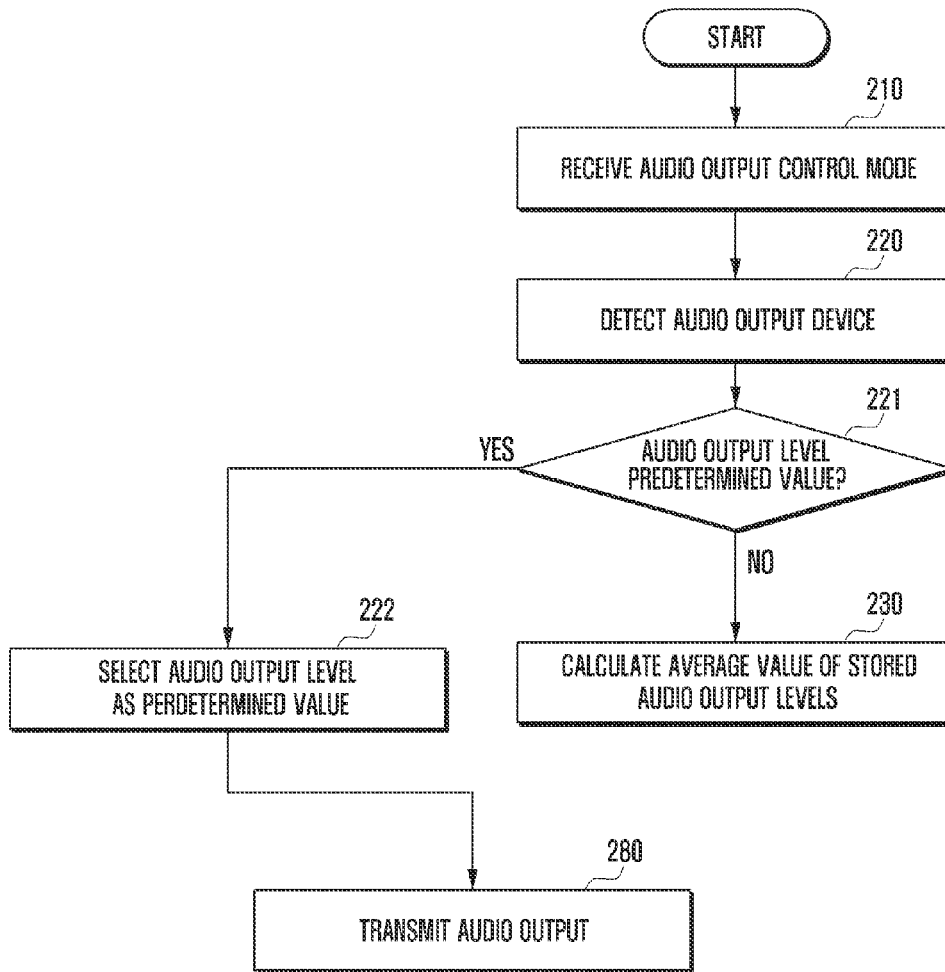 START
210
RECEIVE AUDIO OUTPUT CONTROL MODE
220
DETECT AUDIO OUTPUT DEVICE
221
AUDIO OUTPUT LEVEL
PREDETERMINED VALUE?
YES
NO
222
SELECT AUDIO OUTPUT LEVEL
AS PERDETERMINED VALUE
230
CALCULATE AVERAGE VALUE OF STORED
AUDIO OUTPUT LEVELS
280
TRANSMIT AUDIO OUTPUT